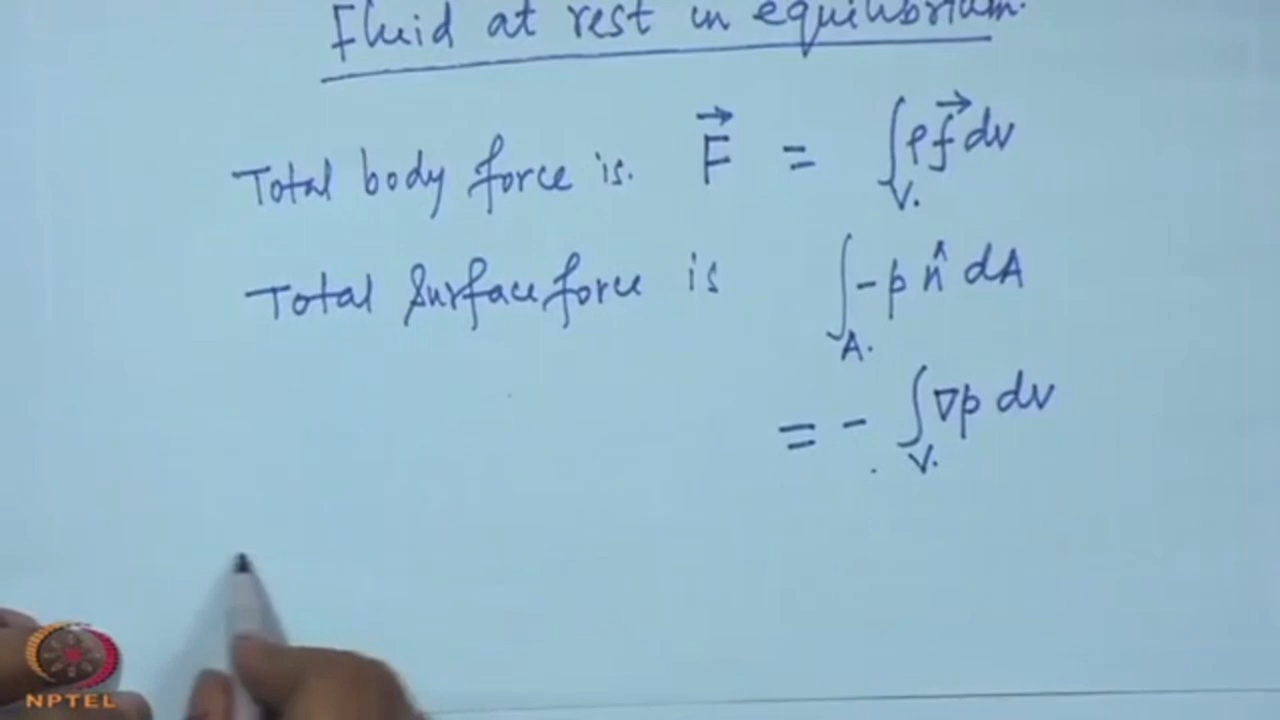 Fluid at rest in equilibrium.
Total body force is. F⃗ = ∫_V. ρ f⃗ dv
Total Surface force is ∫_A. -p n̂ dA
= - ∫_V. ∇p dv
NPTEL